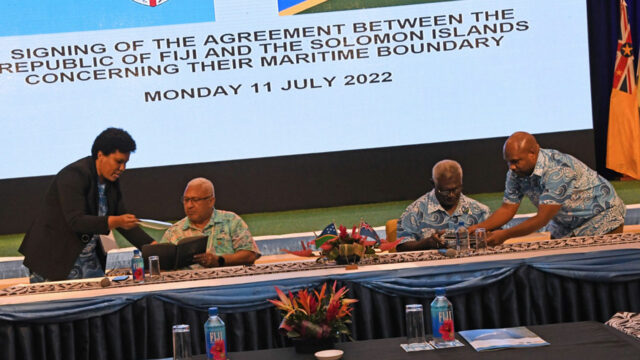 SIGNING OF THE AGREEMENT BETWEEN THE
REPUBLIC OF FIJI AND THE SOLOMON ISLANDS
CONCERNING THEIR MARITIME BOUNDARY
MONDAY 11 JULY 2022
FIJI
FIJI
FIJI